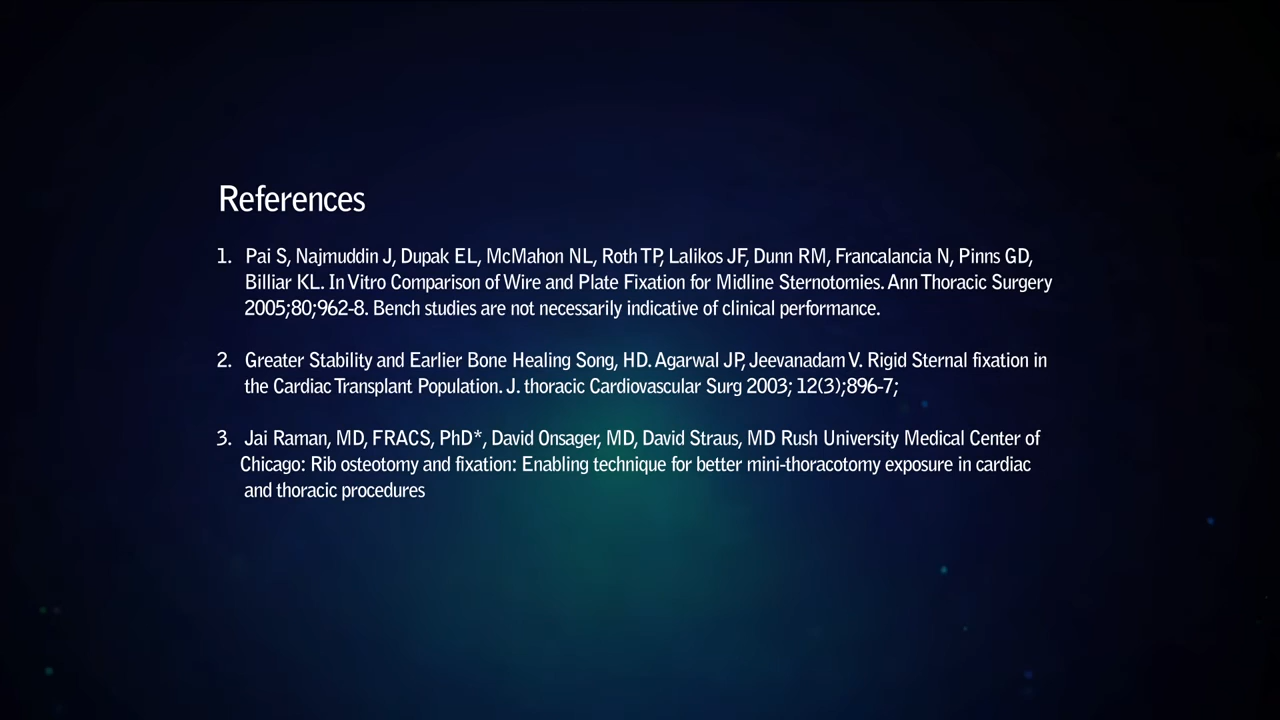 References
1. Pai S, Najmuddin J, Dupak EL, McMahon NL, Roth TP, Lalikos JF, Dunn RM, Francalancia N, Pinns GD,
Billiar KL. In Vitro Comparison of Wire and Plate Fixation for Midline Sternotomies. Ann Thoracic Surgery
2005;80;962-8. Bench studies are not necessarily indicative of clinical performance.
2. Greater Stability and Earlier Bone Healing Song, HD. Agarwal JP, Jeevanadam V. Rigid Sternal fixation in
the Cardiac Transplant Population. J. thoracic Cardiovascular Surg 2003; 12(3);896-7;
3. Jai Raman, MD, FRACS, PhD*, David Onsager, MD, David Straus, MD Rush University Medical Center of
Chicago: Rib osteotomy and fixation: Enabling technique for better mini-thoracotomy exposure in cardiac
and thoracic procedures